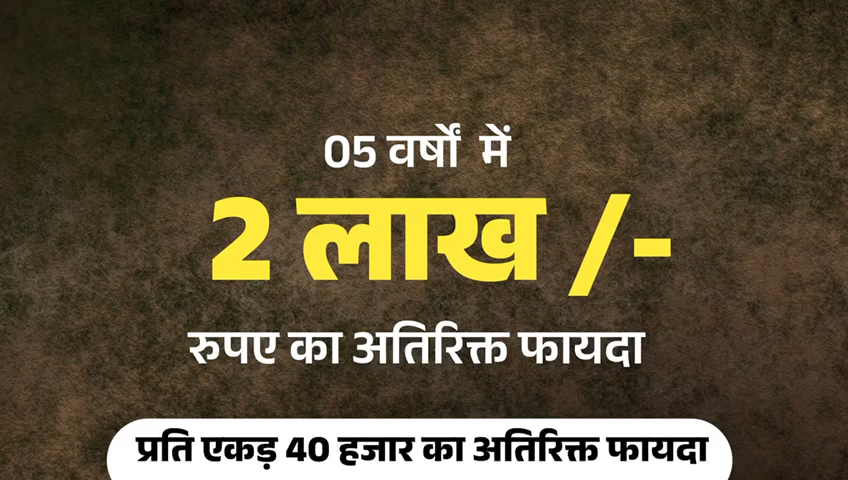 05 वर्षों में
2 लाख /-
रुपए का अतिरिक्त फायदा
प्रति एकड़ 40 हजार का अतिरिक्त फायदा